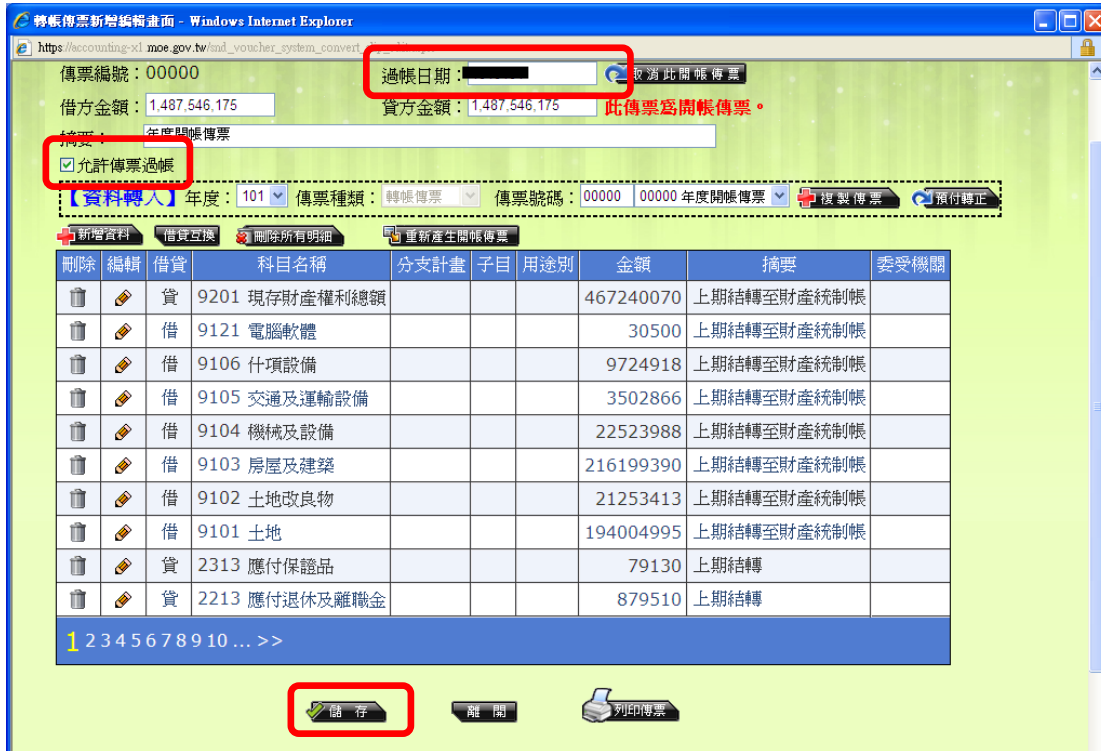 轉帳傳票新增編輯畫面 - Windows Internet Explorer
https://accounting-x1.moe.gov.tw/snd_voucher_system_convert
傳票編號：00000 過帳日期： 取消此開帳傳票
借方金額： 1,487,546,175 貸方金額： 1,487,546,175 此傳票為開帳傳票。
摘要： 年度開帳傳票
允許傳票過帳
【資料轉入】年度： 101 傳票種類： 轉帳傳票 傳票號碼： 00000 00000 年度開帳傳票 複製傳票 預付轉正
新增資料 借貸互換 刪除所有明細 重新產生開帳傳票
刪除 編輯 借貸 科目名稱 分支計畫 子目 用途別 金額 摘要 委受機關
貸 9201 現存財產權利總額 467240070 上期結轉至財產統制帳
借 9121 電腦軟體 30500 上期結轉至財產統制帳
借 9106 什項設備 9724918 上期結轉至財產統制帳
借 9105 交通及運輸設備 3502866 上期結轉至財產統制帳
借 9104 機械及設備 22523988 上期結轉至財產統制帳
借 9103 房屋及建築 216199390 上期結轉至財產統制帳
借 9102 土地改良物 21253413 上期結轉至財產統制帳
借 9101 土地 194004995 上期結轉至財產統制帳
貸 2313 應付保證品 79130 上期結轉
貸 2213 應付退休及離職金 879510 上期結轉
1 2 3 4 5 6 7 8 9 10 ... >>
儲存 離開 列印傳票